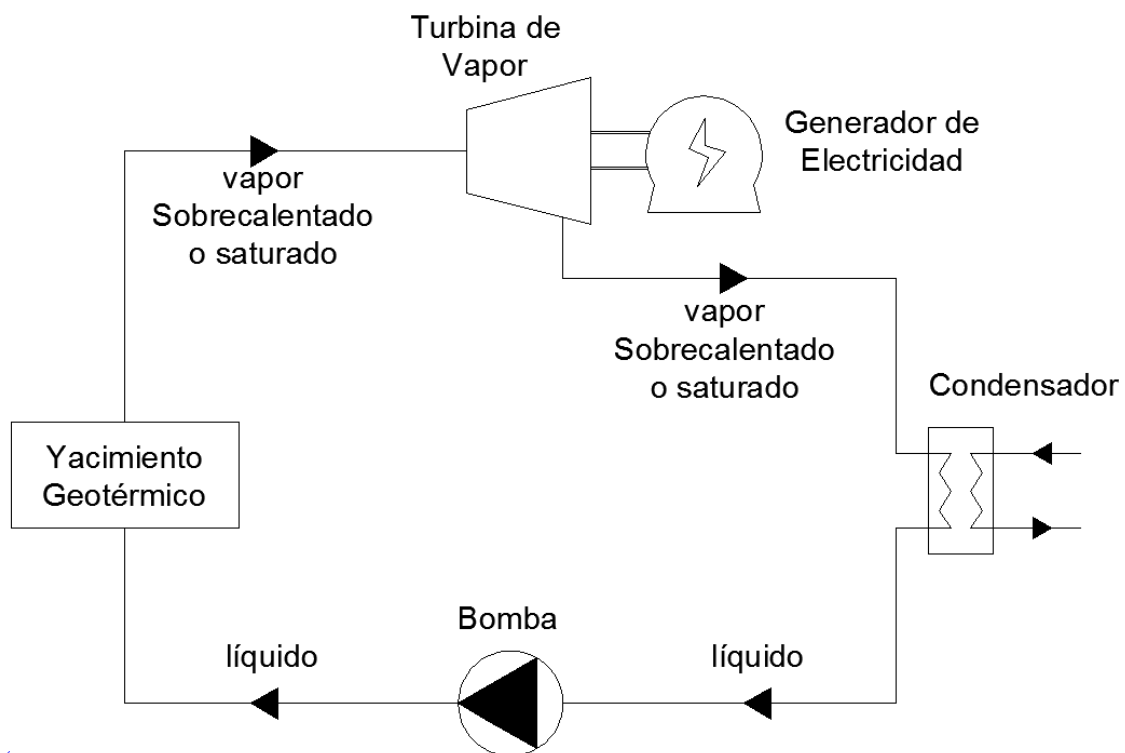 Turbina de
Vapor
Generador de
Electricidad
vapor
Sobrecalentado
o saturado
vapor
Sobrecalentado
o saturado
Condensador
Yacimiento
Geotérmico
Bomba
líquido
líquido